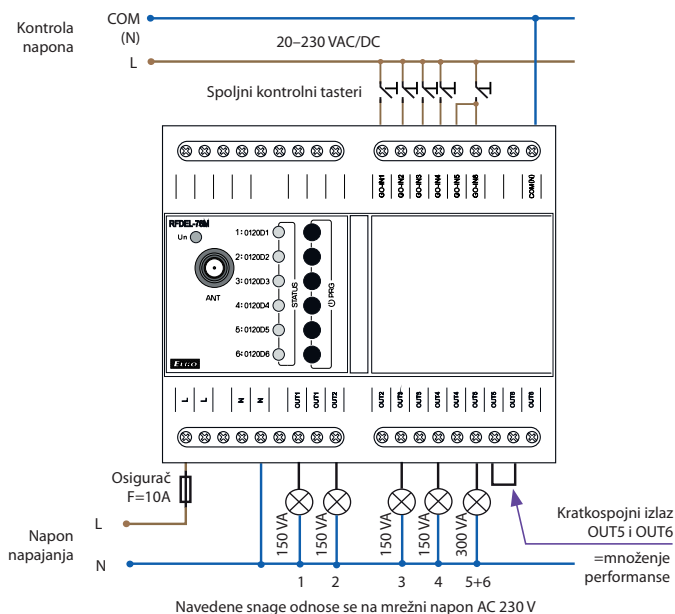 Kontrola
napona
COM
(N)
L
20–230 VAC/DC
Spoljni kontrolni tasteri
GO-IN1
GO-IN2
GO-IN3
GO-IN4
GO-IN5
GO-IN6
COM(N)
RFDEL-76M
Un
ANT
1: 0120D1
2: 0120D2
3: 0120D3
4: 0120D4
5: 0120D5
6: 0120D6
STATUS
PRG
ELKO
L
L
N
N
OUT1
OUT1
OUT2
OUT2
OUT3
OUT3
OUT4
OUT4
OUT5
OUT5
OUT6
OUT6
Osigurač
F=10A
L
Napon
napajanja
N
150 VA
150 VA
150 VA
150 VA
300 VA
1
2
3
4
5+6
Kratkospojni izlaz
OUT5 i OUT6
=množenje
performanse
Navedene snage odnose se na mrežni napon AC 230 V